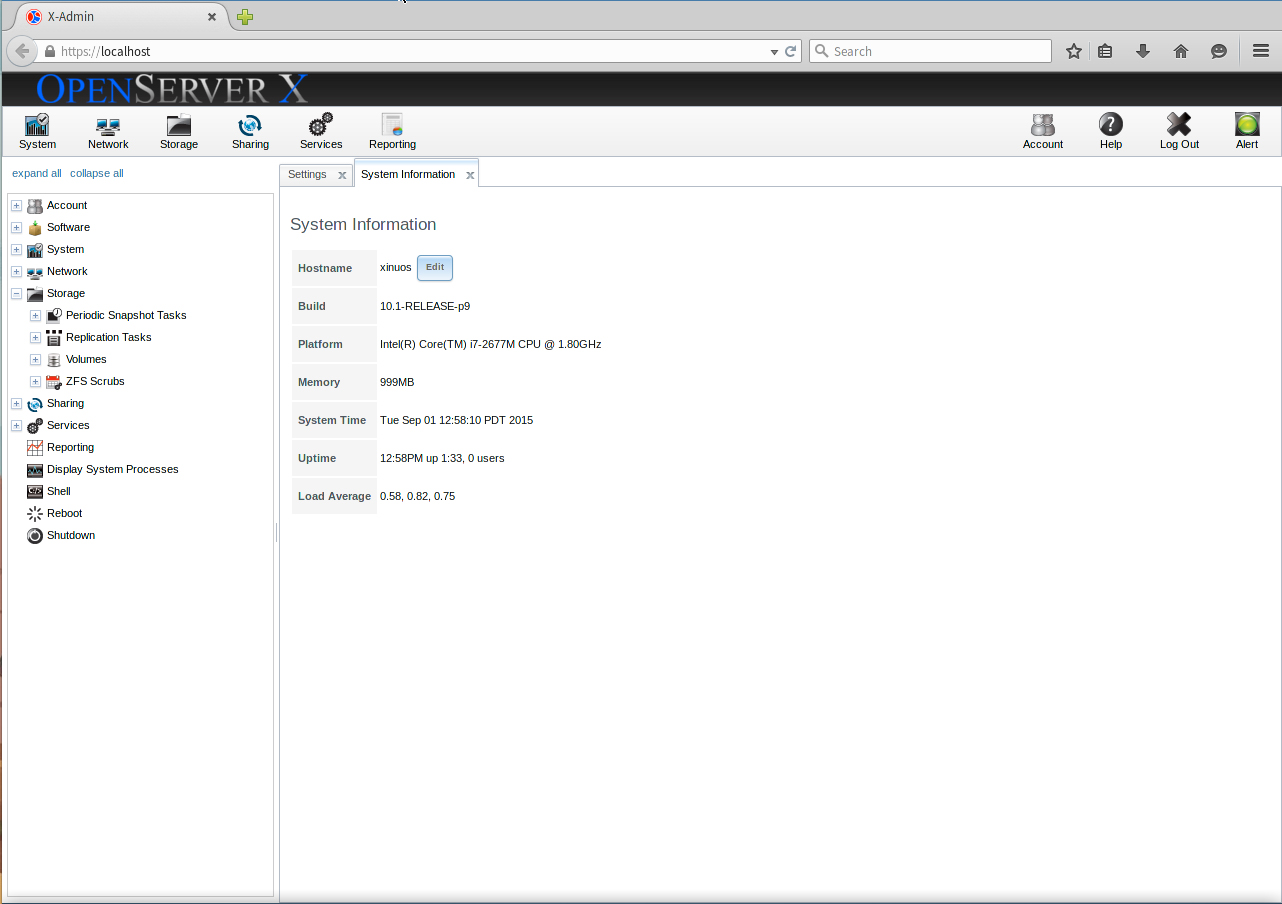 X-Admin
https://localhost
Search
OPENSERVER X
System Network Storage Sharing Services Reporting Account Help Log Out Alert
expand all collapse all
Settings x System Information x
Account
Software
System
Network
Storage
Periodic Snapshot Tasks
Replication Tasks
Volumes
ZFS Scrubs
Sharing
Services
Reporting
Display System Processes
Shell
Reboot
Shutdown
System Information
Hostname xinuos Edit
Build 10.1-RELEASE-p9
Platform Intel(R) Core(TM) i7-2677M CPU @ 1.80GHz
Memory 999MB
System Time Tue Sep 01 12:58:10 PDT 2015
Uptime 12:58PM up 1:33, 0 users
Load Average 0.58, 0.82, 0.75